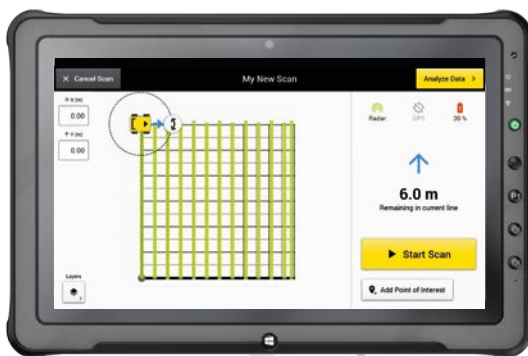 × Cancel Scan
My New Scan
Analyze Data >
X (m)
0.00
↑ Y (m)
0.00
Radar
GPS
20 %
6.0 m
Remaining in current line
Start Scan
Add Point of Interest
Layers
P1